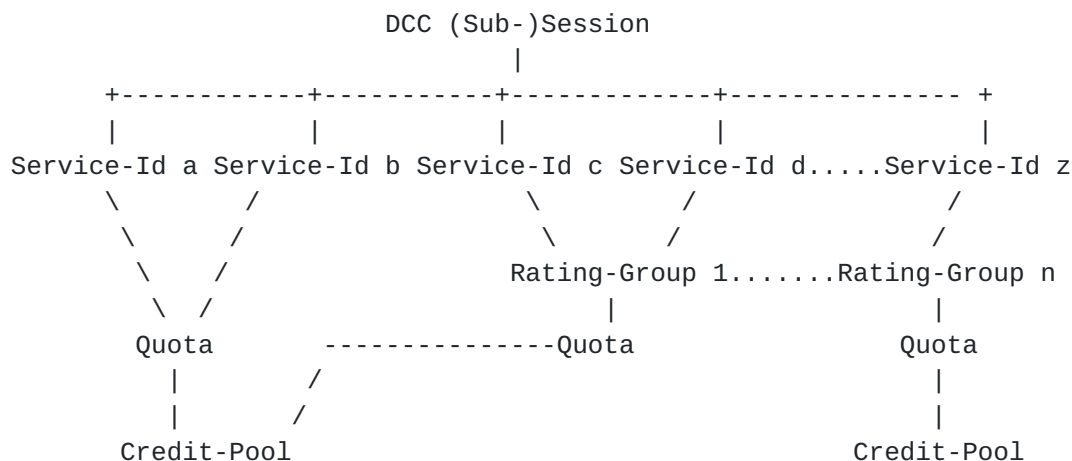 DCC (Sub-)Session
Service-Id a Service-Id b Service-Id c Service-Id d.....Service-Id z
Rating-Group 1.......Rating-Group n
Quota ---------------Quota Quota
Credit-Pool Credit-Pool